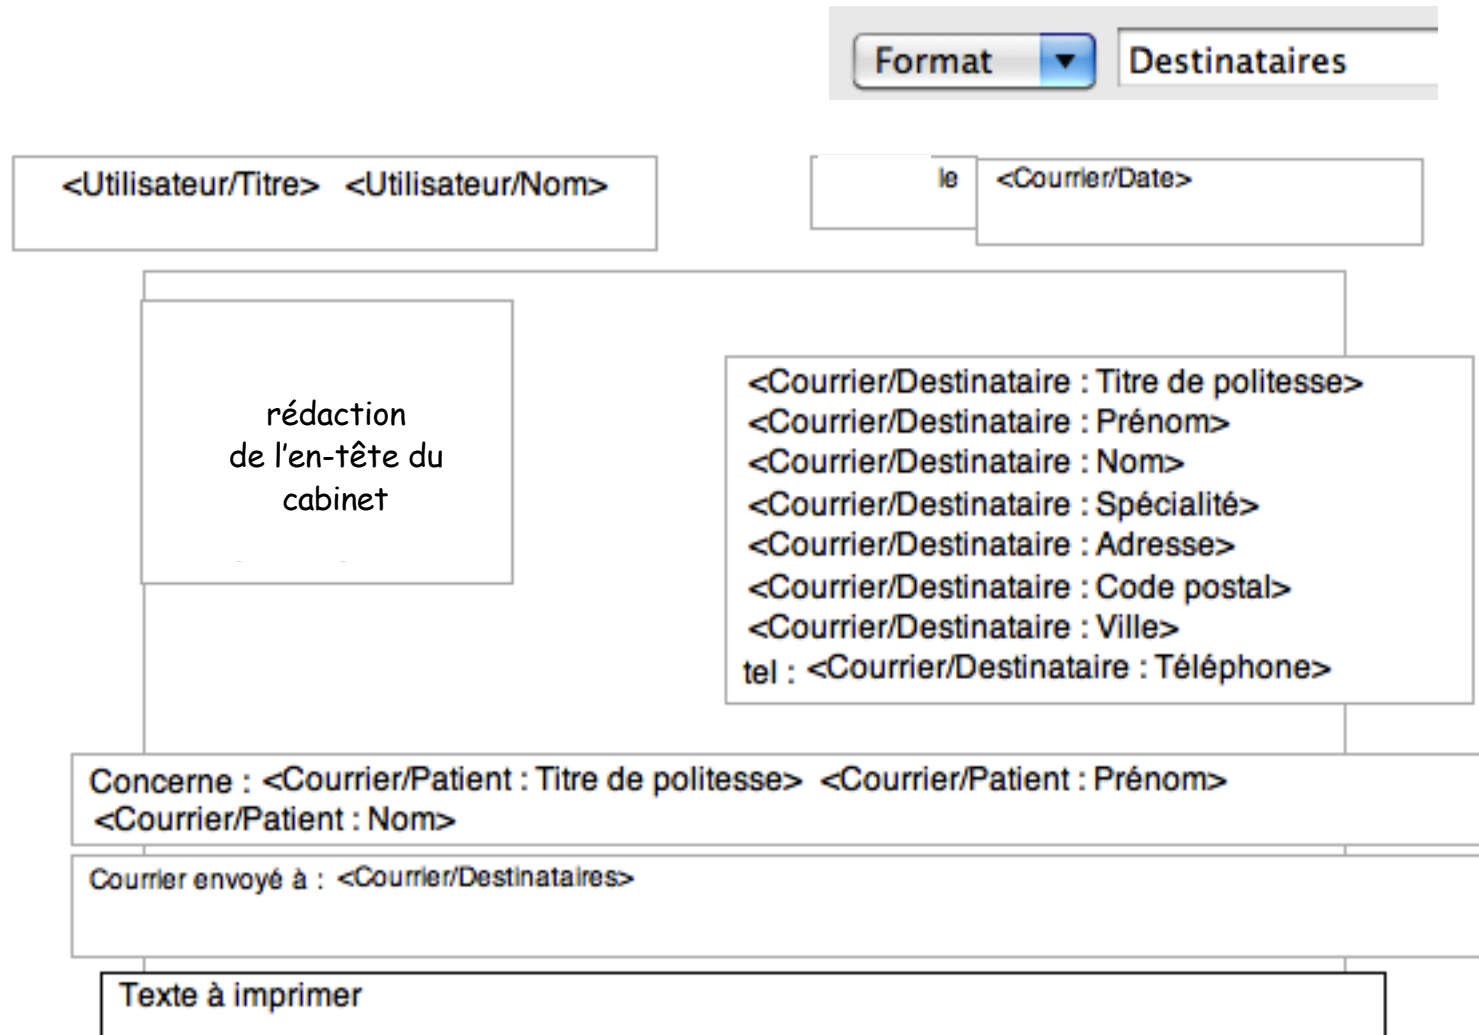 Format Destinataires
<Utilisateur/Titre> <Utilisateur/Nom>
le <Courrier/Date>
rédaction
de l'en-tête du
cabinet
<Courrier/Destinataire : Titre de politesse>
<Courrier/Destinataire : Prénom>
<Courrier/Destinataire : Nom>
<Courrier/Destinataire : Spécialité>
<Courrier/Destinataire : Adresse>
<Courrier/Destinataire : Code postal>
<Courrier/Destinataire : Ville>
tel : <Courrier/Destinataire : Téléphone>
Concerne : <Courrier/Patient : Titre de politesse> <Courrier/Patient : Prénom>
<Courrier/Patient : Nom>
Courrier envoyé à : <Courrier/Destinataires>
Texte à imprimer